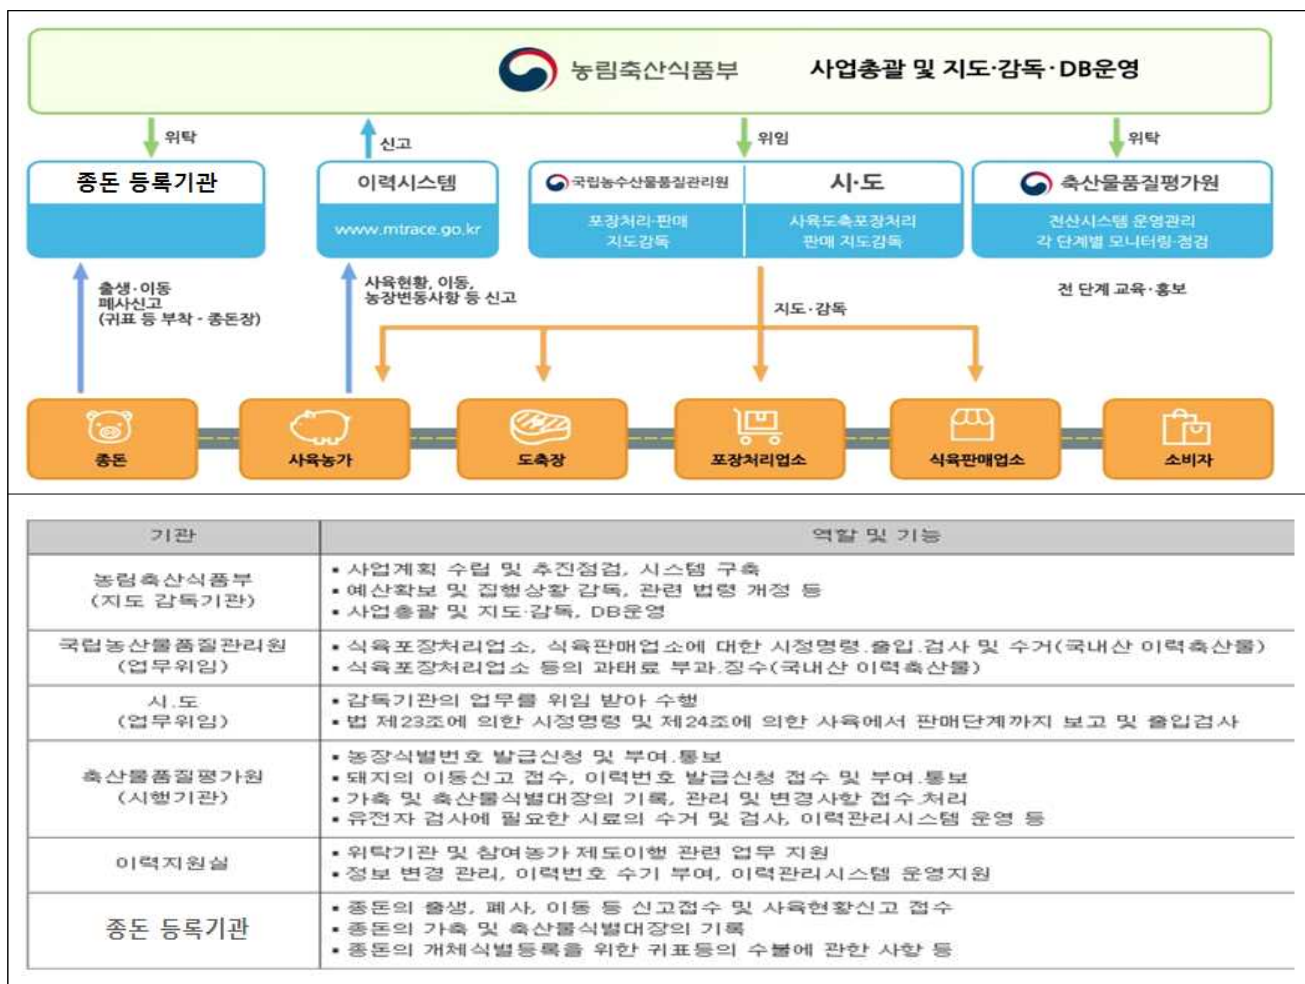 농림축산식품부 사업총괄 및 지도·감독·DB운영
위탁
신고
위임
위탁
종돈 등록기관
이력시스템
www.mtrace.go.kr
국립농수산물품질관리원
포장처리·판매
지도감독
시·도
사육도축포장처리
판매 지도감독
축산물품질평가원
전산시스템 운영관리
각 단계별 모니터링·점검
출생·이동
폐사신고
(귀표 등 부착 - 종돈장)
사육현황, 이동,
농장변동사항 등 신고
지도·감독
전 단계 교육·홍보
종돈
사육농가
도축장
포장처리업소
식육판매업소
소비자
기관 역할 및 기능
농림축산식품부
(지도 감독기관)
▪ 사업계획 수립 및 추진점검, 시스템 구축
▪ 예산확보 및 집행상황 감독, 관련 법령 개정 등
▪ 사업총괄 및 지도·감독, DB운영
국립농산물품질관리원
(업무위임)
▪ 식육포장처리업소, 식육판매업소에 대한 시정명령.출입.검사 및 수거(국내산 이력축산물)
▪ 식육포장처리업소 등의 과태료 부과.징수(국내산 이력축산물)
시.도
(업무위임)
▪ 감독기관의 업무를 위임 받아 수행
▪ 법 제23조에 의한 시정명령 및 제24조에 의한 사육에서 판매단계까지 보고 및 출입검사
축산물품질평가원
(시행기관)
▪ 농장식별번호 발급신청 및 부여.통보
▪ 돼지의 이동신고 접수, 이력번호 발급신청 접수 및 부여.통보
▪ 가축 및 축산물식별대장의 기록, 관리 및 변경사항 접수.처리
▪ 유전자 검사에 필요한 시료의 수거 및 검사, 이력관리시스템 운영 등
이력지원실
▪ 위탁기관 및 참여농가 제도이행 관련 업무 지원
▪ 정보 변경 관리, 이력번호 수기 부여, 이력관리시스템 운영지원
종돈 등록기관
▪ 종돈의 출생, 폐사, 이동 등 신고접수 및 사육현황신고 접수
▪ 종돈의 가축 및 축산물식별대장의 기록
▪ 종돈의 개체식별등록을 위한 귀표등의 수불에 관한 사항 등